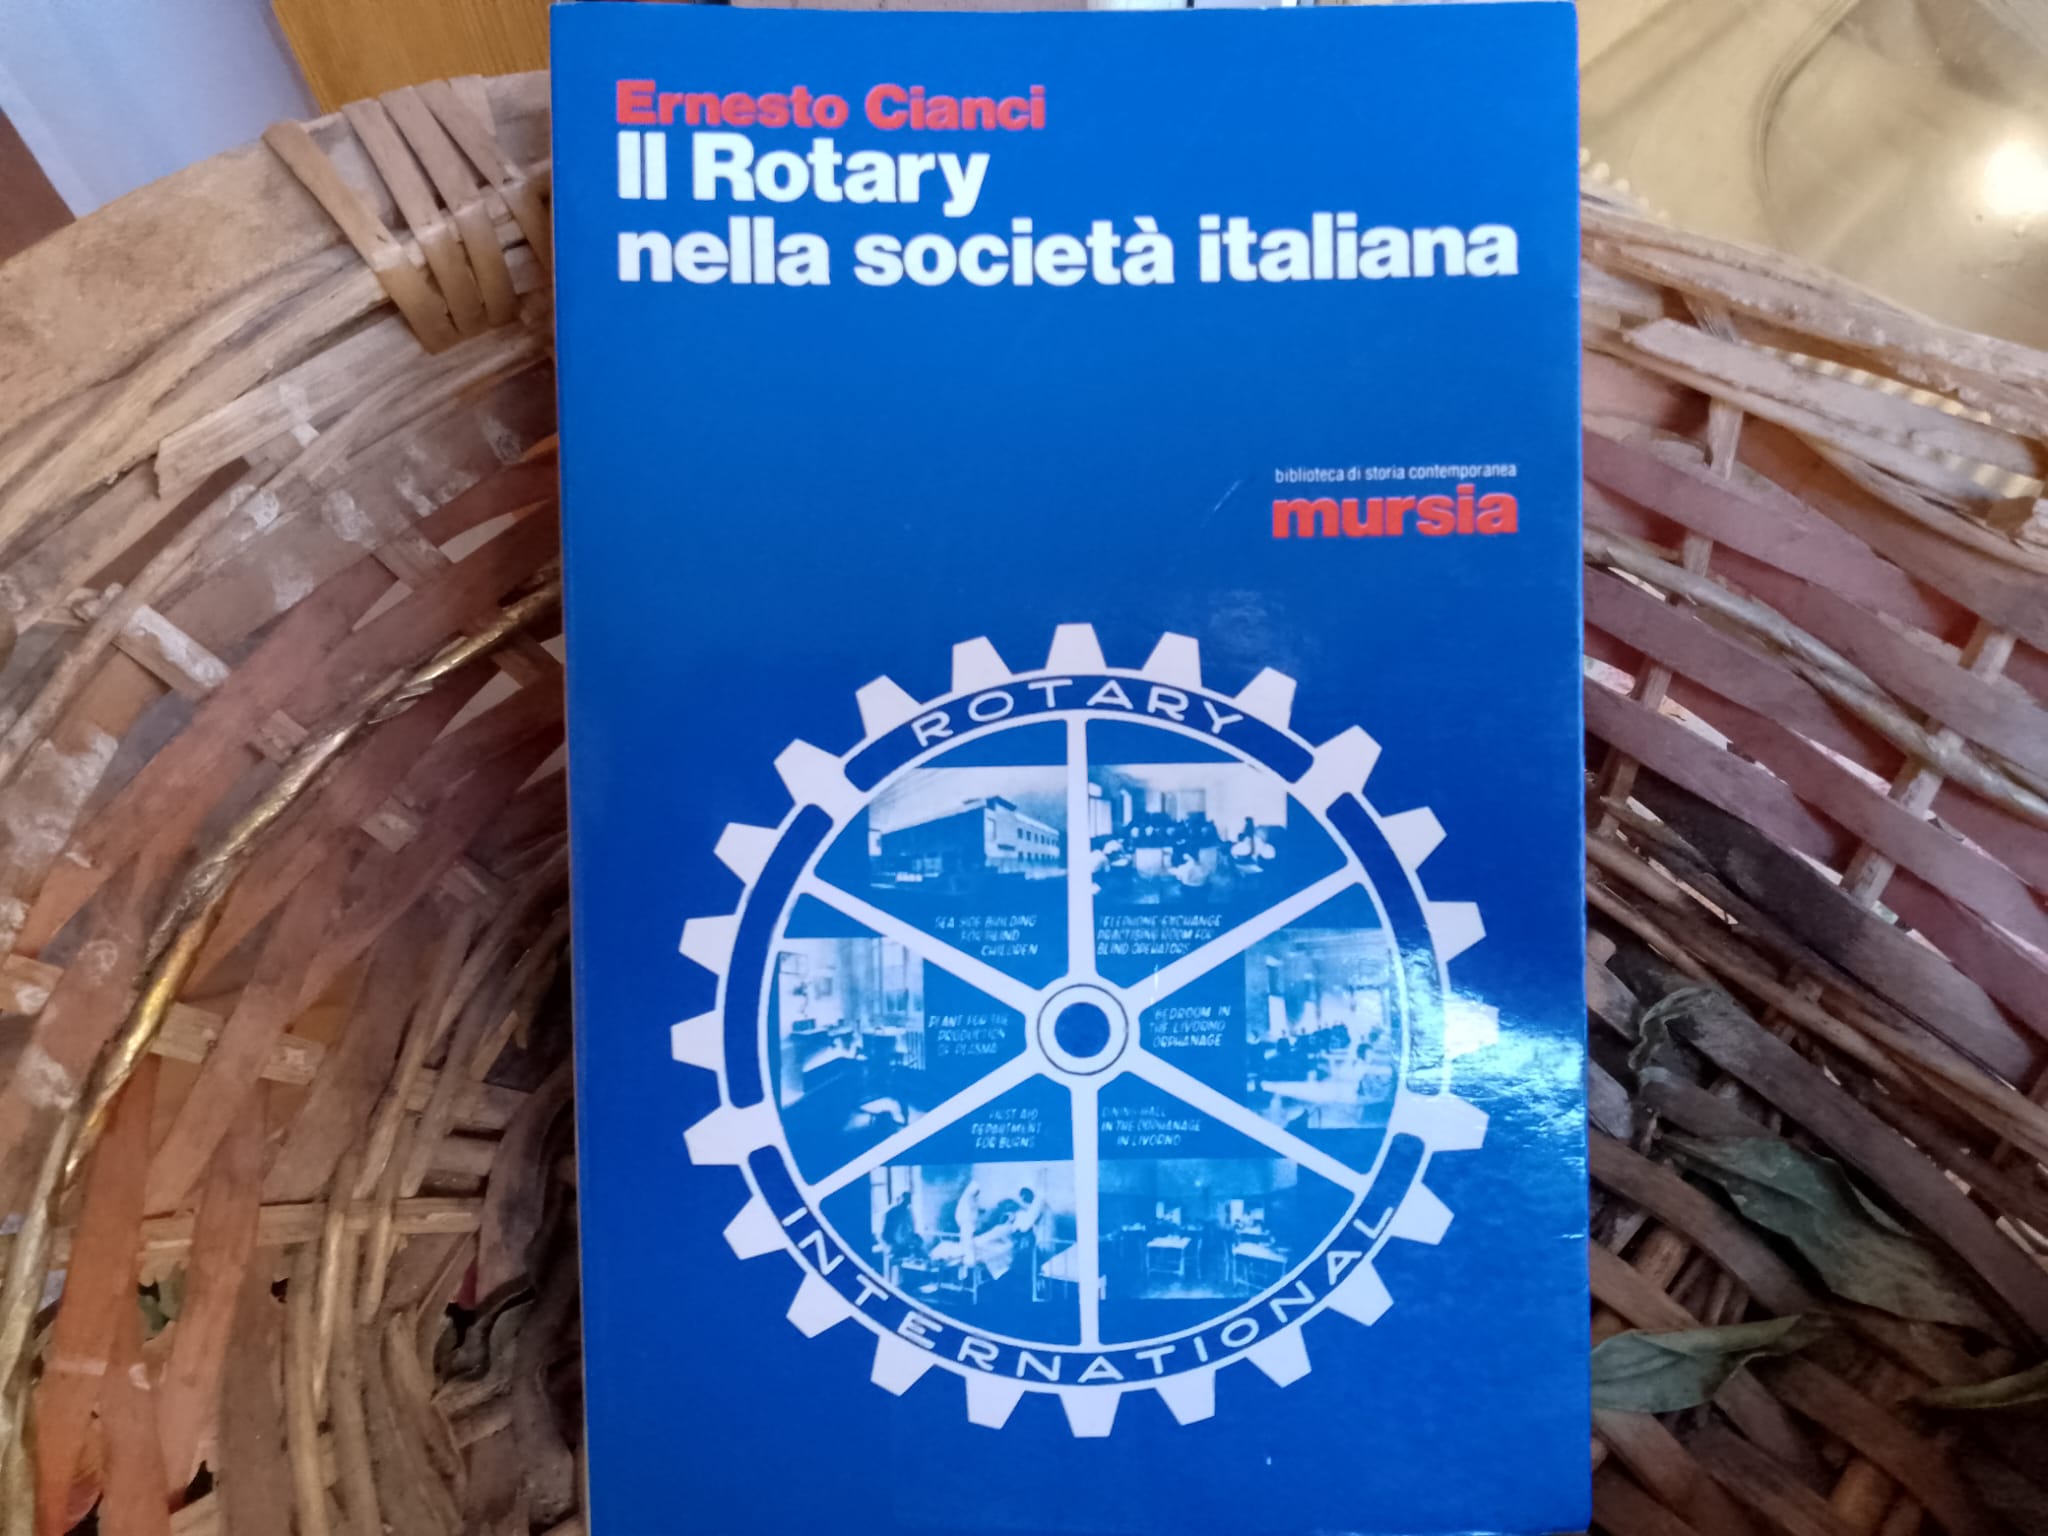 Ernesto Cianci
Il Rotary
nella società italiana
biblioteca di storia contemporanea
mursia
ROTARY
SEA SIDE BUILDING
FOR BLIND
CHILDREN
TELEPHONE-EXCHANGE
PRACTISING ROOM FOR
BLIND OPERATORS
PLANT FOR THE
PRODUCTION
OF PLASMA
BEDROOM IN
THE LIVORNO
ORPHANAGE
FIRST AID
DEPARTMENT
FOR BURNS
DINING-HALL
IN THE ORPHANAGE
IN LIVORNO
INTERNATIONAL